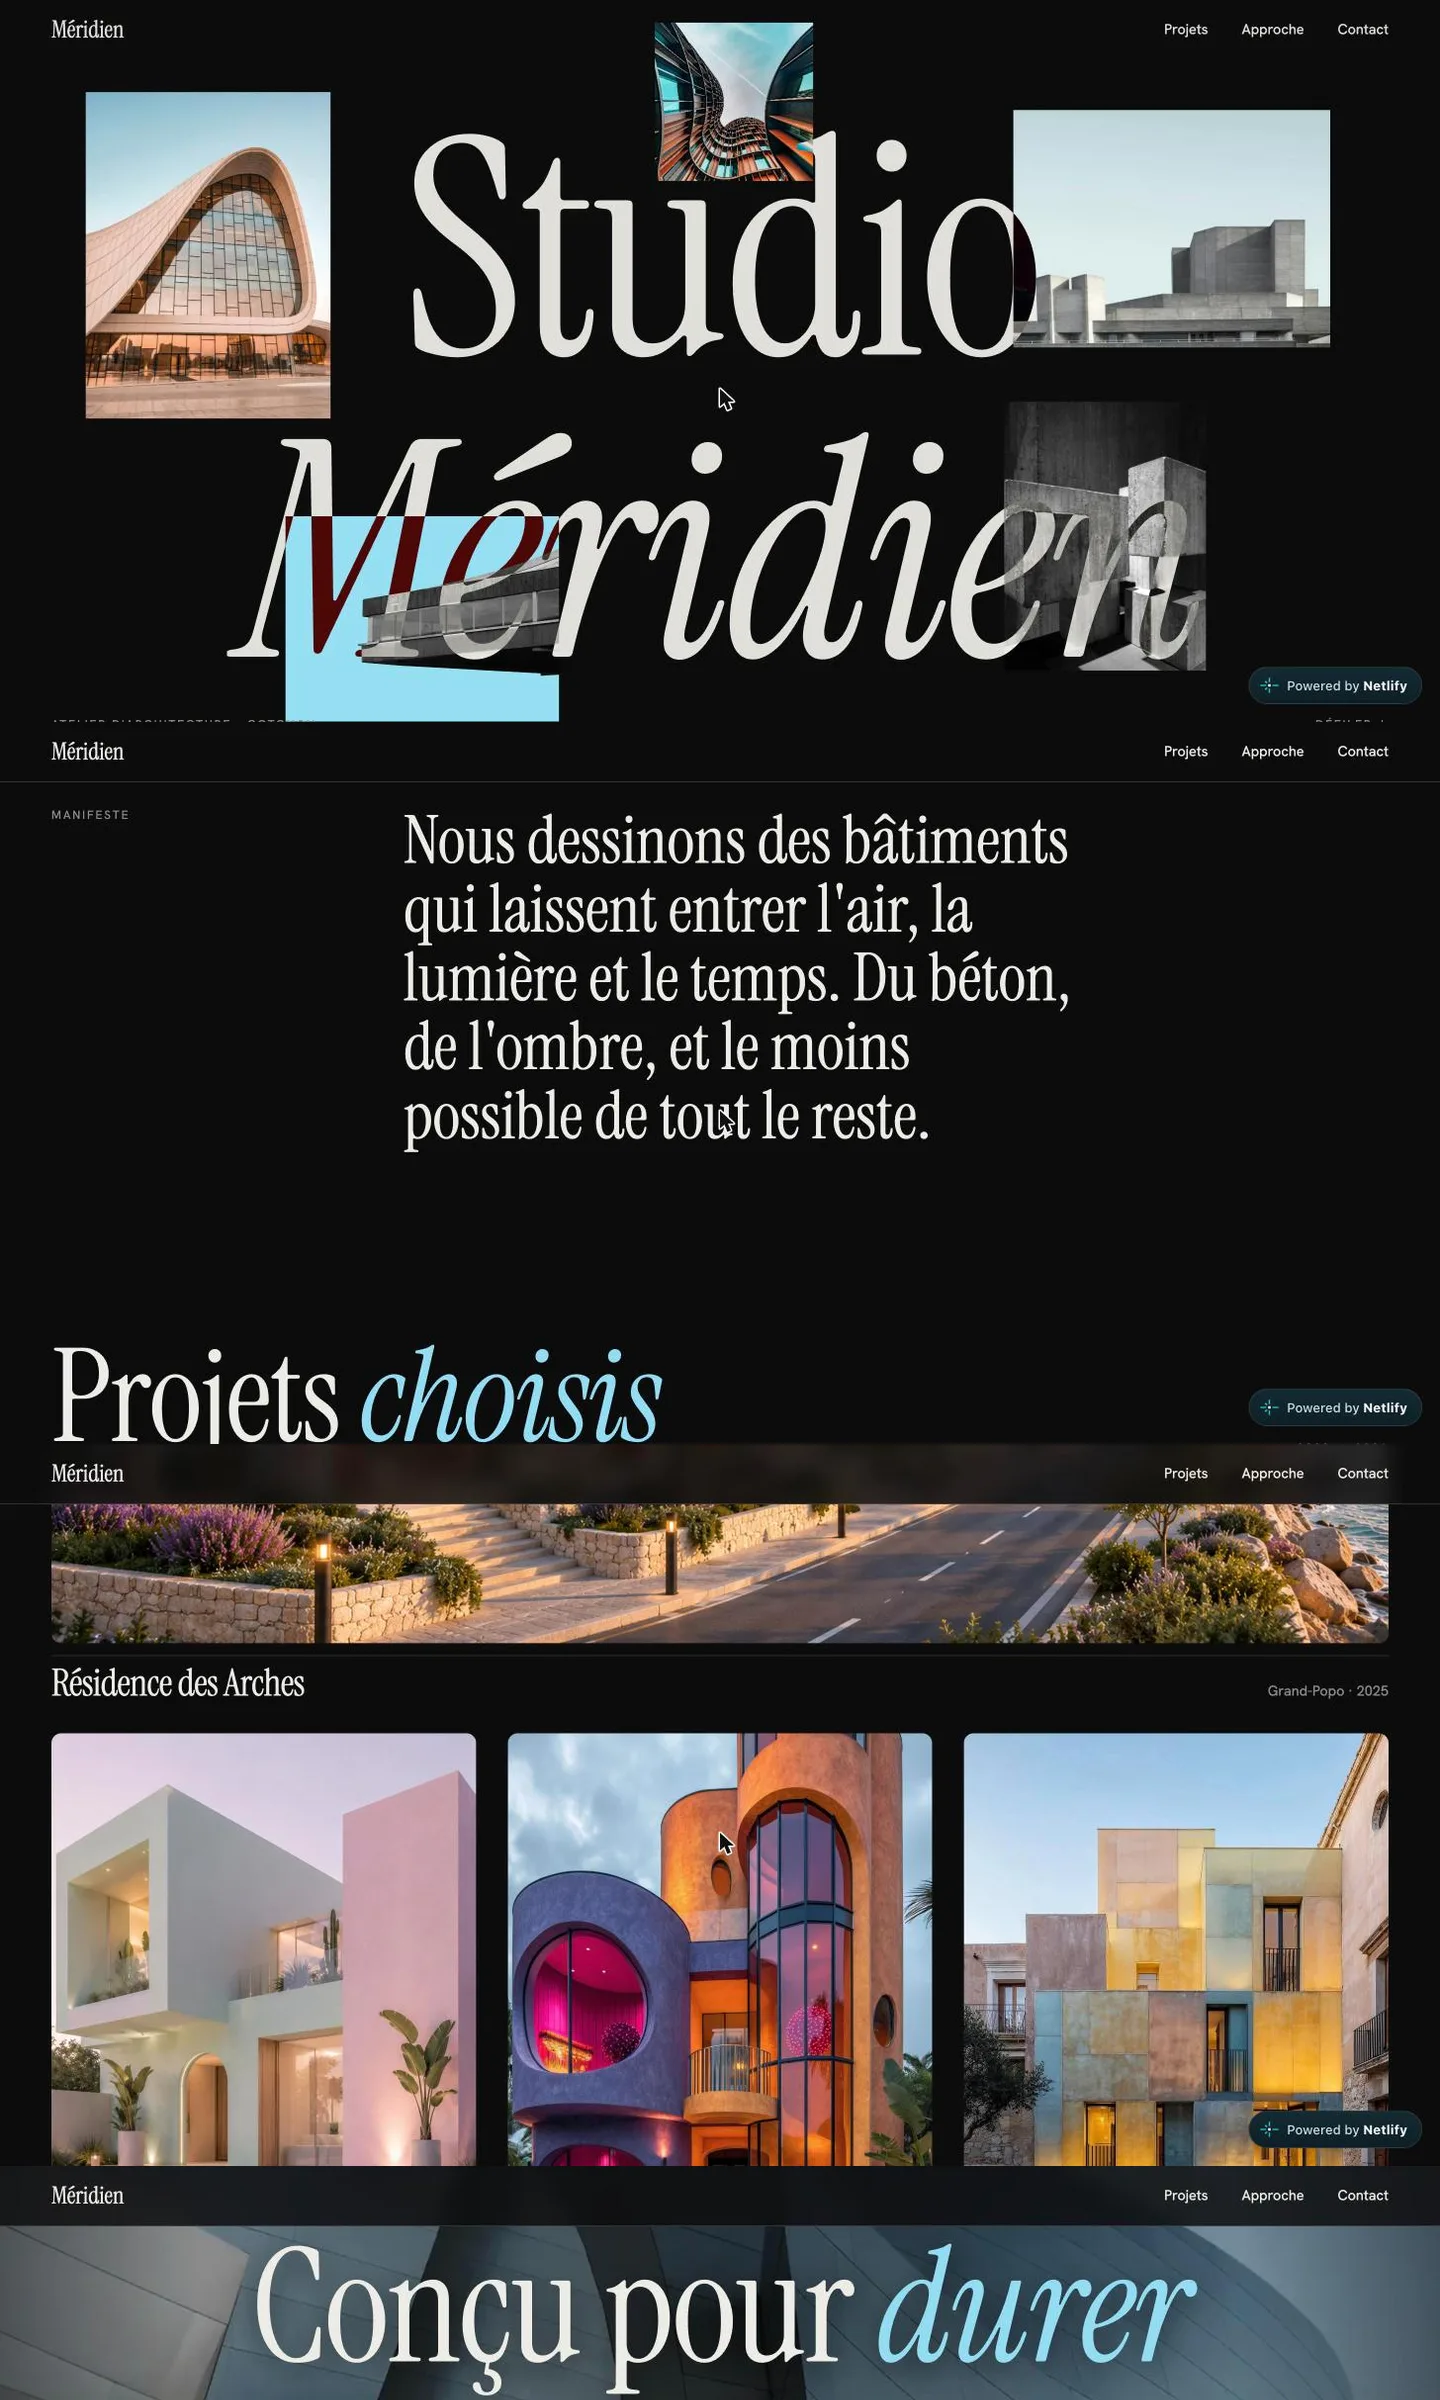 Méridien
Projets Approche Contact
Studio
Méridien
Powered by Netlify
Méridien
Projets Approche Contact
MANIFESTE
Nous dessinons des bâtiments
qui laissent entrer l'air, la
lumière et le temps. Du béton,
de l'ombre, et le moins
possible de tout le reste.
Projets choisis
Powered by Netlify
Méridien
Projets Approche Contact
Résidence des Arches
Grand-Popo · 2025
Powered by Netlify
Méridien
Projets Approche Contact
Conçu pour durer